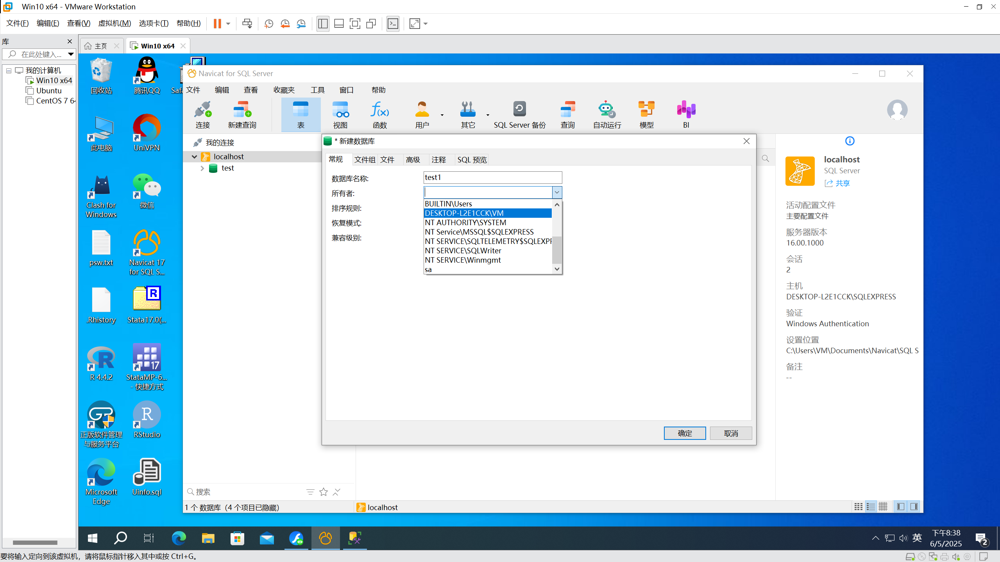 Win10 x64 - VMware Workstation
文件(F) 编辑(E) 查看(V) 虚拟机(M) 选项卡(T) 帮助(H)
库
在此处键入...
我的计算机
Win10 x64
Ubuntu
CentOS 7 64
主页
Win10 x64
回收站
腾讯QQ
Safa
此电脑
UniVPN
Clash for
Windows
微信
psw.txt
Navicat 17
for SQL S...
.Rhistory
Stata17.0(...
R 4.4.2
StataMP-6...
- 快捷方式
正版软件管理
与服务平台
RStudio
Microsoft
Edge
Uinfo.sql
Navicat for SQL Server
文件 编辑 查看 收藏夹 工具 窗口 帮助
连接 新建查询 表 视图 函数 用户 其它 SQL Server 备份 查询 自动运行 模型 BI
我的连接
localhost
test
* 新建数据库
常规 文件组 文件 高级 注释 SQL 预览
数据库名称: test1
所有者:
排序规则:
恢复模式:
兼容级别:
BUILTIN\Users
DESKTOP-L2E1CCK\VM
NT AUTHORITY\SYSTEM
NT Service\MSSQL$SQLEXPRESS
NT SERVICE\SQLTELEMETRY$SQLEXPR
NT SERVICE\SQLWriter
NT SERVICE\Winmgmt
sa
确定 取消
localhost
SQL Server
共享
活动配置文件
主要配置文件
服务器版本
16.00.1000
会话
2
主机
DESKTOP-L2E1CCK\SQLEXPRESS
验证
Windows Authentication
设置位置
C:\Users\VM\Documents\Navicat\SQL S
备注
--
搜索
1 个 数据库（4 个项目已隐藏）
localhost
英
下午8:38
6/5/2025
2
要将输入定向到该虚拟机，请将鼠标指针移入其中或按 Ctrl+G。